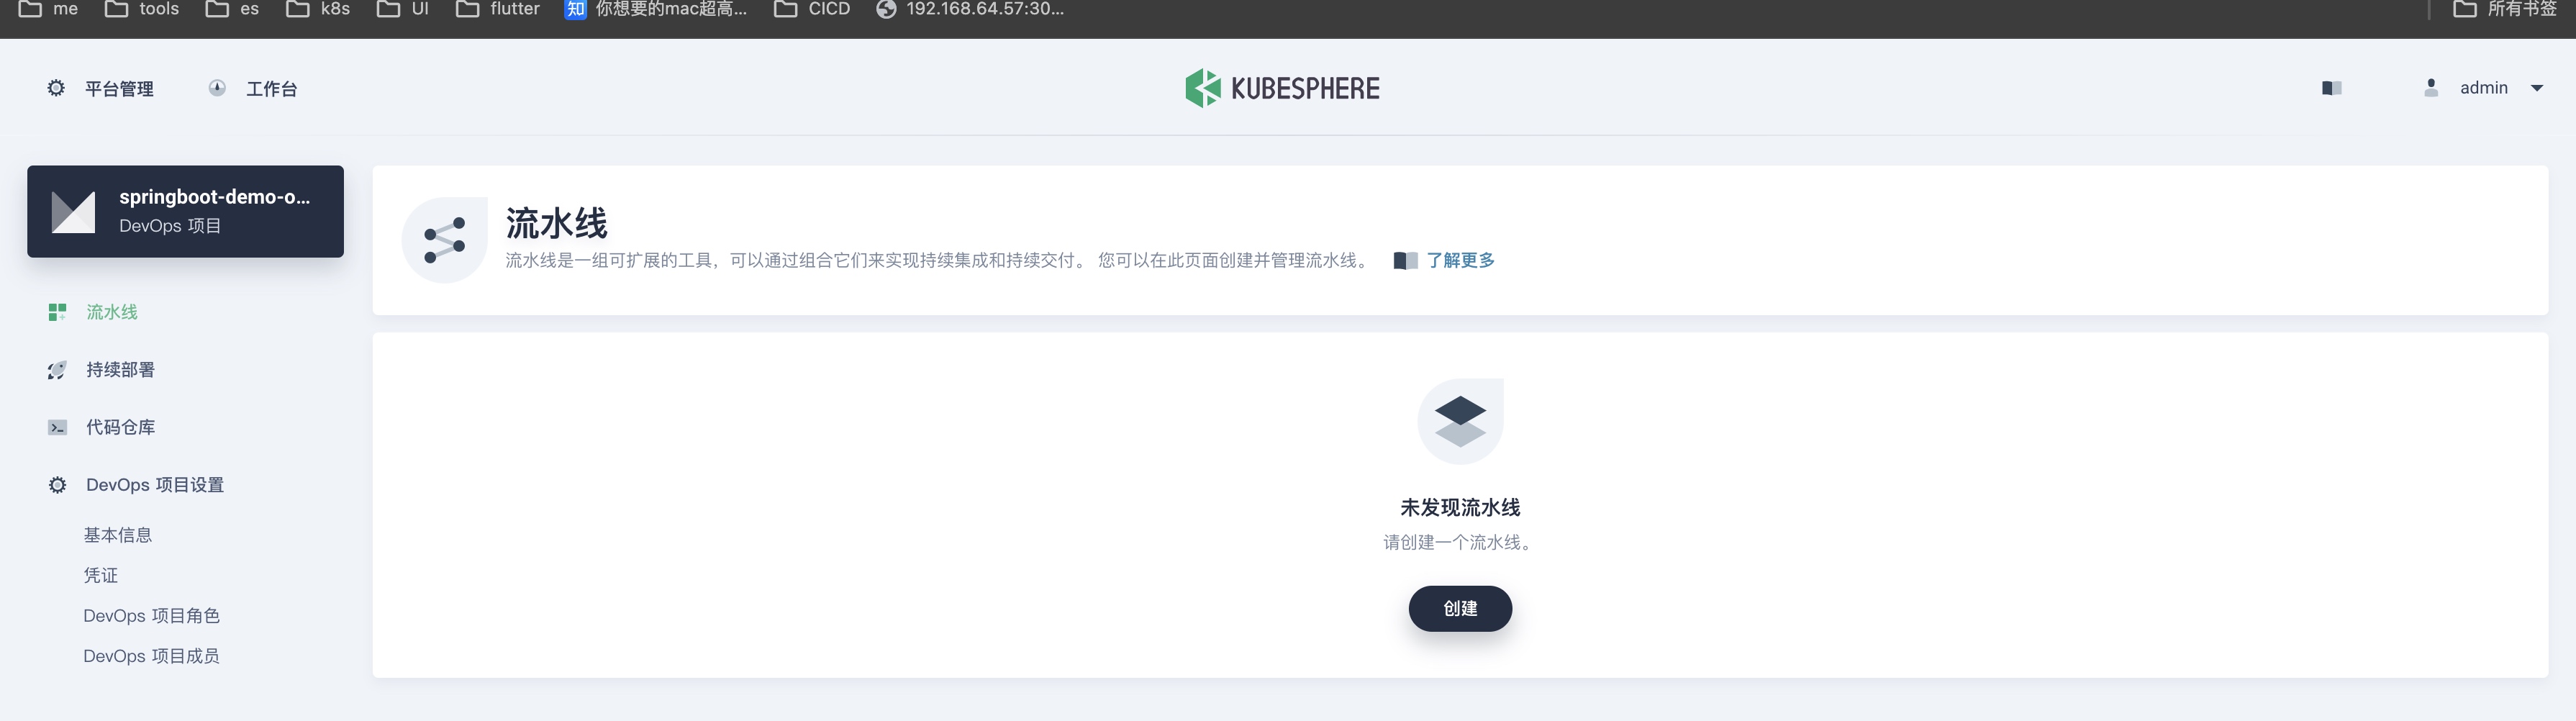 me tools es k8s UI flutter 知 你想要的mac超高... CICD 192.168.64.57:30... 所有书签
平台管理 工作台 KUBESPHERE admin
springboot-demo-o...
DevOps 项目
流水线
持续部署
代码仓库
DevOps 项目设置
基本信息
凭证
DevOps 项目角色
DevOps 项目成员
流水线
流水线是一组可扩展的工具，可以通过组合它们来实现持续集成和持续交付。 您可以在此页面创建并管理流水线。 了解更多
未发现流水线
请创建一个流水线。
创建